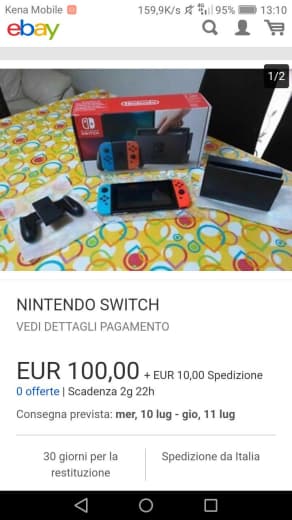 Kena Mobile 159,9K/s 4G 95% 13:10
ebay
1/2
NINTENDO
SWITCH
Nintendo
NINTENDO SWITCH
VEDI DETTAGLI PAGAMENTO
EUR 100,00 + EUR 10,00 Spedizione
0 offerte | Scadenza 2g 22h
Consegna prevista: mer, 10 lug - gio, 11 lug
30 giorni per la Spedizione da Italia
restituzione